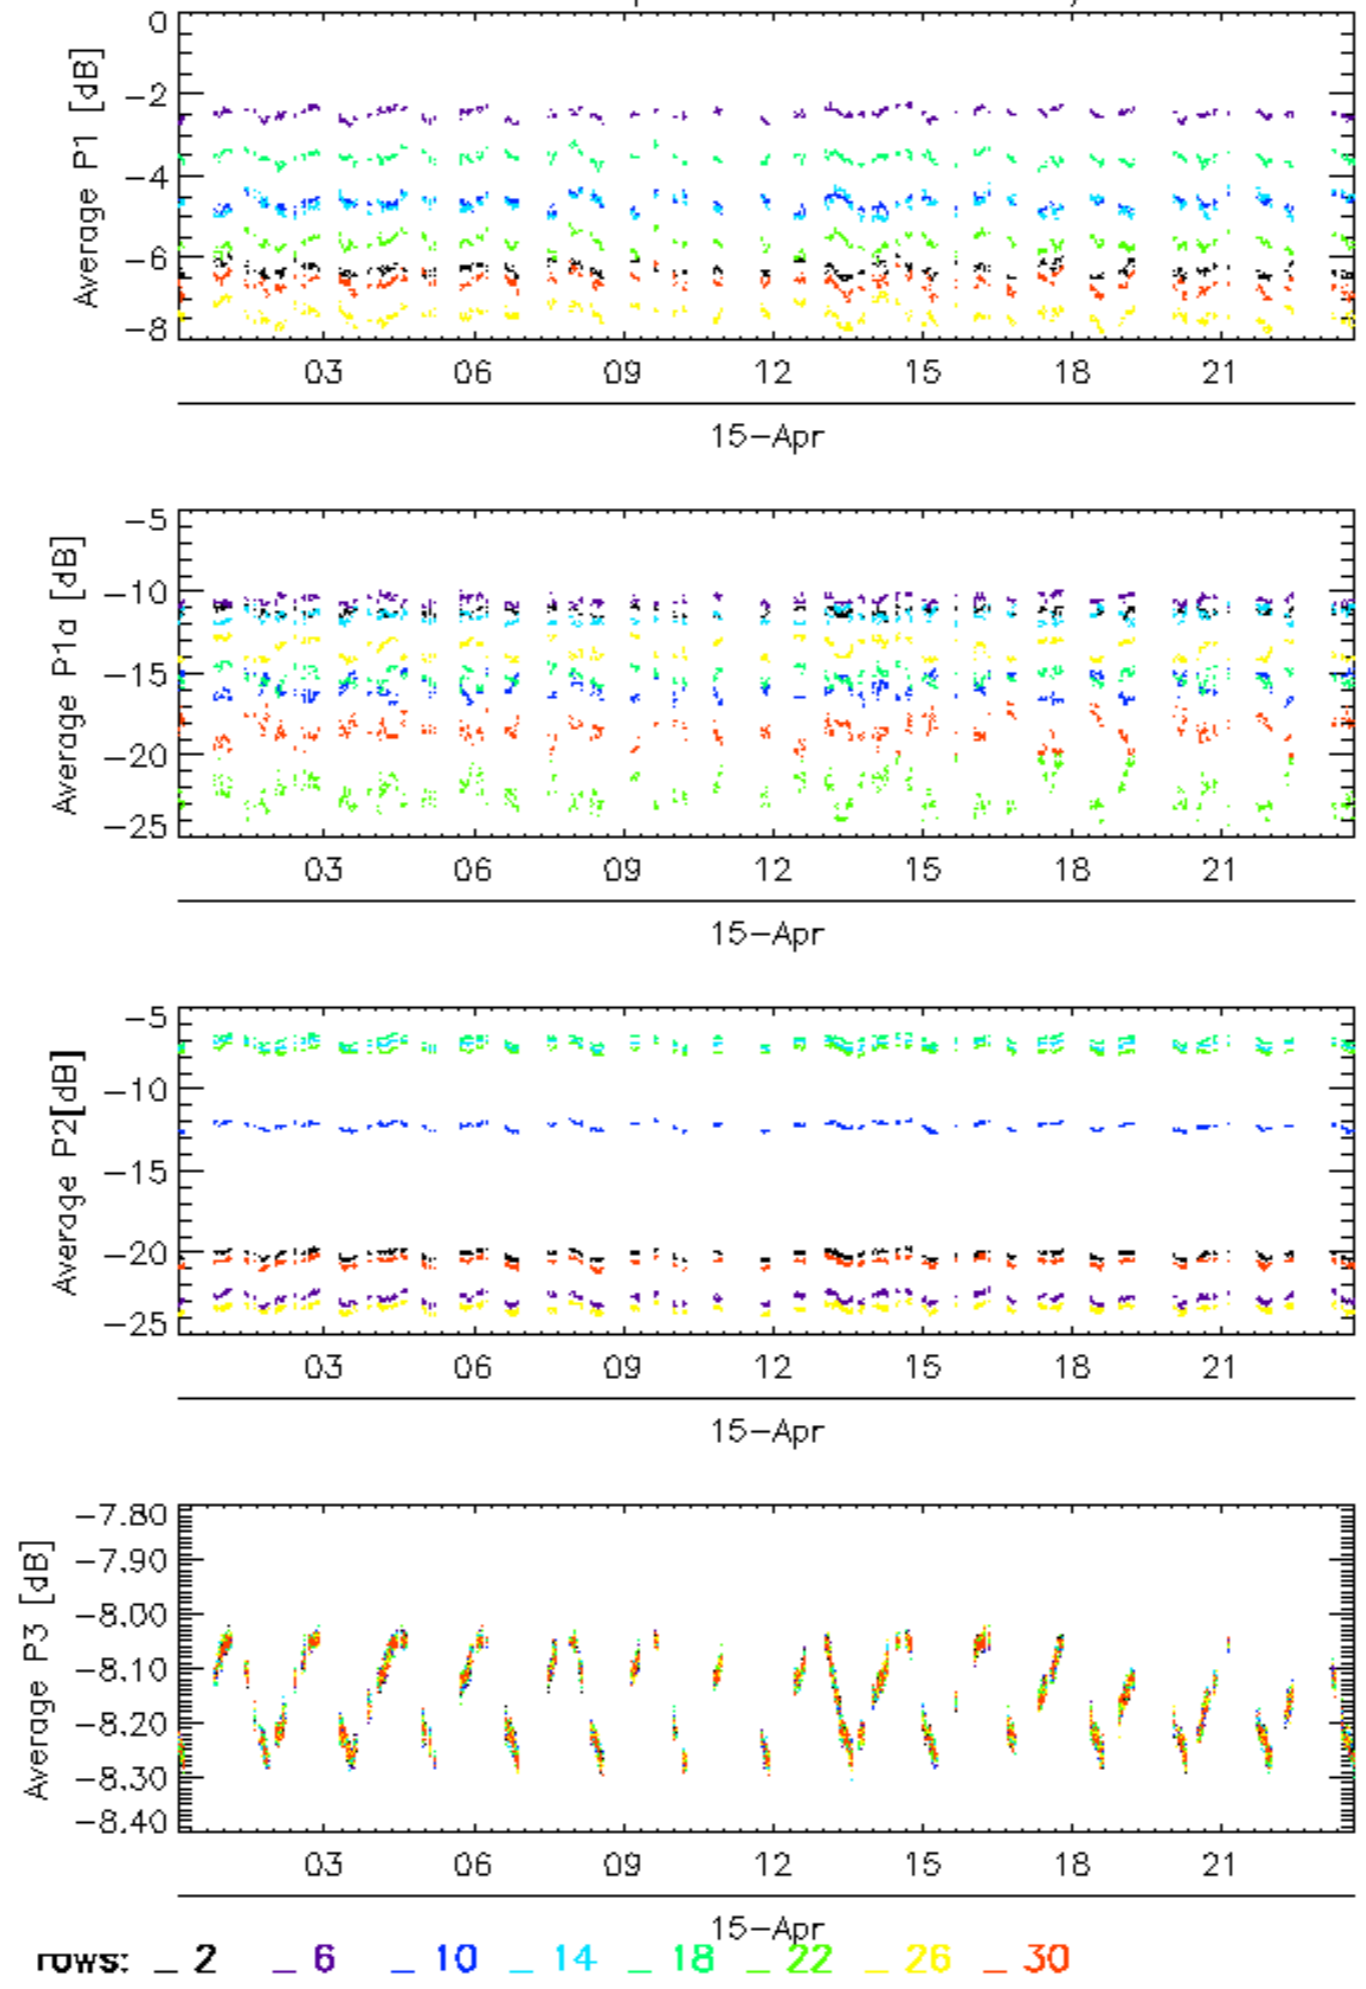 Average P1 [dB]
0
−2
−4
−6
−8
03 06 09 12 15 18 21
15−Apr
Average P1a [dB]
−5
−10
−15
−20
−25
03 06 09 12 15 18 21
15−Apr
Average P2[dB]
−5
−10
−15
−20
−25
03 06 09 12 15 18 21
15−Apr
Average P3 [dB]
−7.80
−7.90
−8.00
−8.10
−8.20
−8.30
−8.40
03 06 09 12 15 18 21
15−Apr
rows: _ 2 _ 6 _ 10 _ 14 _ 18 _ 22 _ 26 _ 30